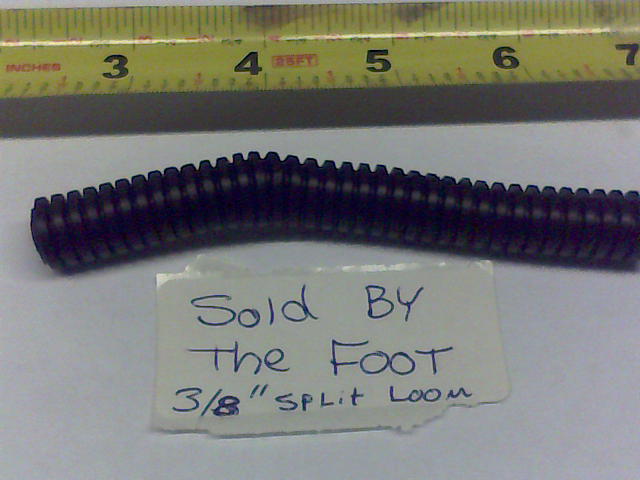 INCHES 3 4 25FT 5 6 7
Sold BY
The FOOT
3/8" SPLit LOOM